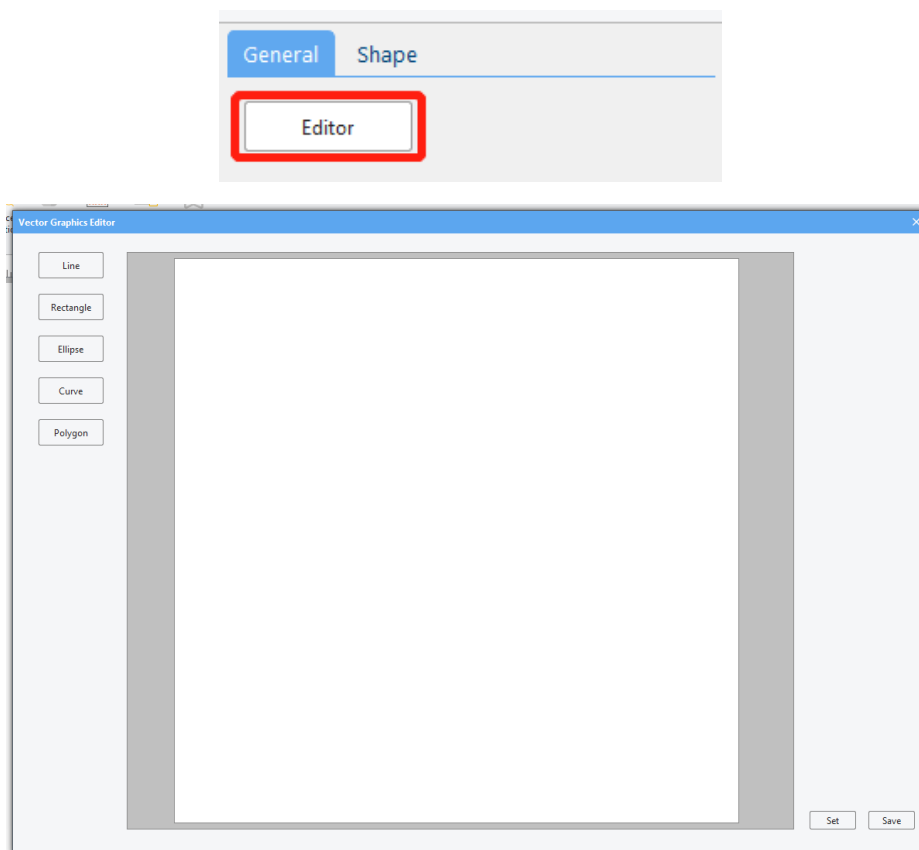 General Shape
Editor
Vector Graphics Editor
Line
Rectangle
Ellipse
Curve
Polygon
Set Save